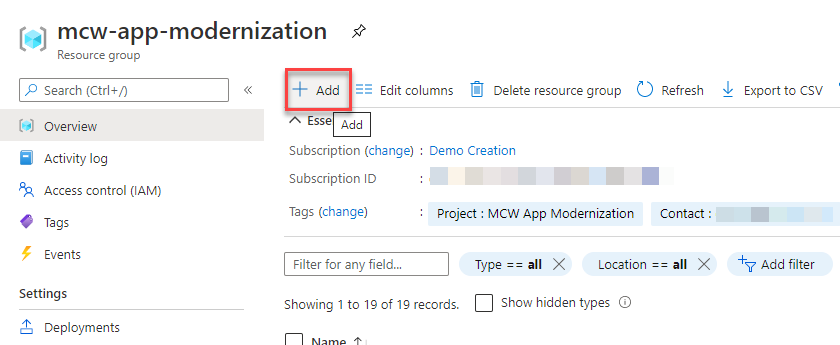 mcw-app-modernization
Resource group
Search (Ctrl+/)
«
Overview
Activity log
Access control (IAM)
Tags
Events
Settings
Deployments
Add
Edit columns
Delete resource group
Refresh
Export to CSV
Esse
Add
Subscription (change) : Demo Creation
Subscription ID :
Tags (change) : Project : MCW App Modernization Contact :
Filter for any field...
Type == all
Location == all
Add filter
Showing 1 to 19 of 19 records.
Show hidden types
Name ↑↓